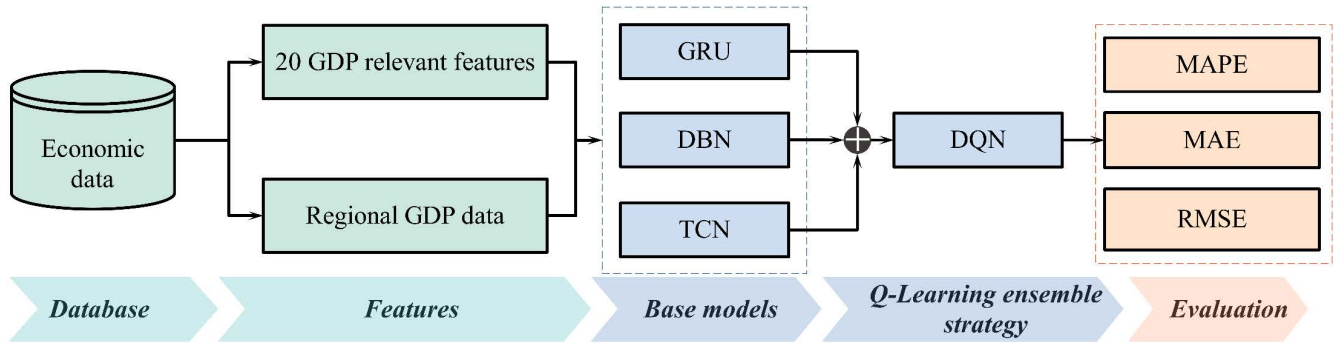 Economic
data
20 GDP relevant features
Regional GDP data
GRU
DBN
TCN
DQN
MAPE
MAE
RMSE
Database
Features
Base models
Q-Learning ensemble
strategy
Evaluation